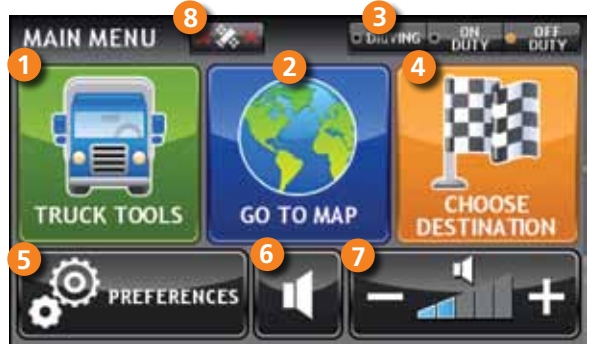 8
3
MAIN MENU
DRIVING
ON DUTY
OFF DUTY
1
2
4
TRUCK TOOLS
GO TO MAP
CHOOSE
DESTINATION
5
6
7
PREFERENCES
− +